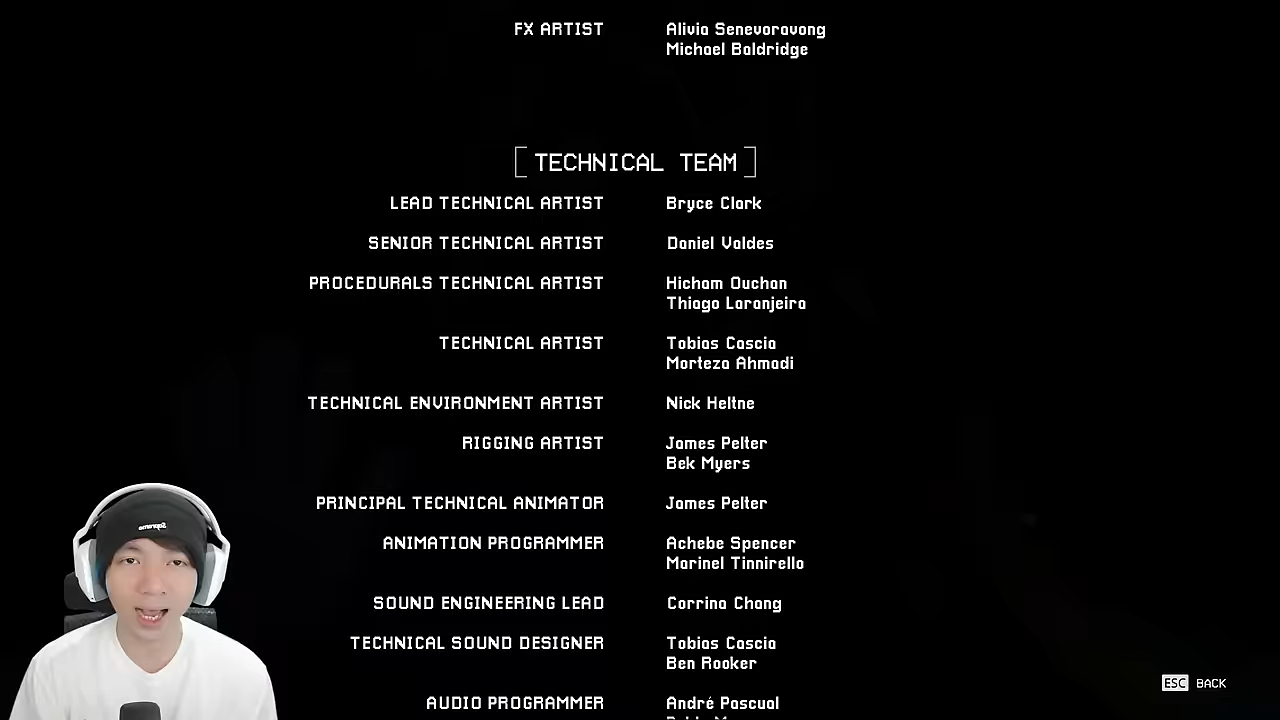 FX ARTIST Alivia Senevoravong
Michael Baldridge
[TECHNICAL TEAM]
LEAD TECHNICAL ARTIST Bryce Clark
SENIOR TECHNICAL ARTIST Daniel Valdes
PROCEDURALS TECHNICAL ARTIST Hicham Ouchan
Thiago Laranjeira
TECHNICAL ARTIST Tobias Cascia
Morteza Ahmadi
TECHNICAL ENVIRONMENT ARTIST Nick Heltne
RIGGING ARTIST James Pelter
Bek Myers
PRINCIPAL TECHNICAL ANIMATOR James Pelter
ANIMATION PROGRAMMER Achebe Spencer
Marinel Tinnirello
SOUND ENGINEERING LEAD Corrina Chang
TECHNICAL SOUND DESIGNER Tobias Cascia
Ben Rooker
AUDIO PROGRAMMER André Pascual
Supreme
ESC BACK